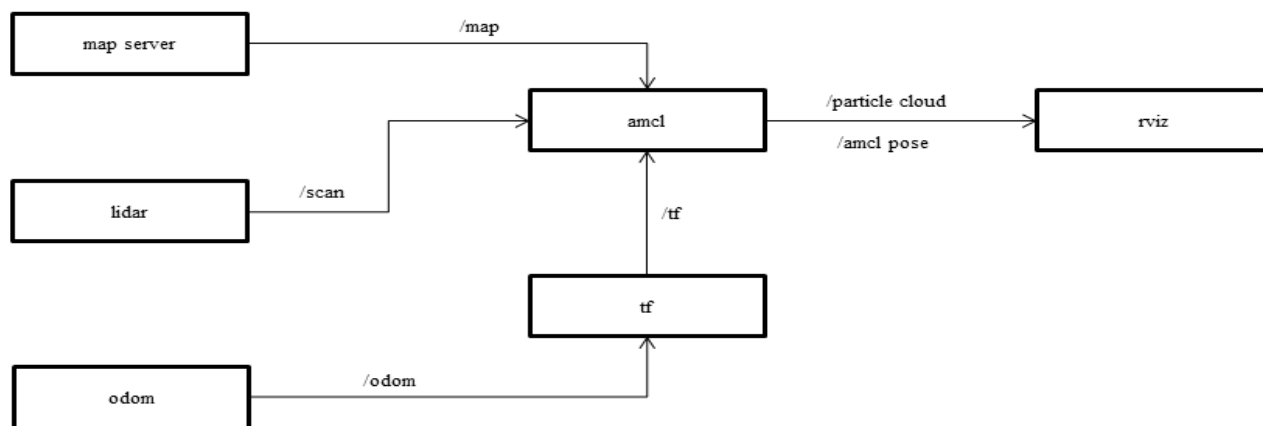 /map
map server
/particle cloud
amcl
rviz
/amcl pose
/scan
lidar
/tf
tf
/odom
odom